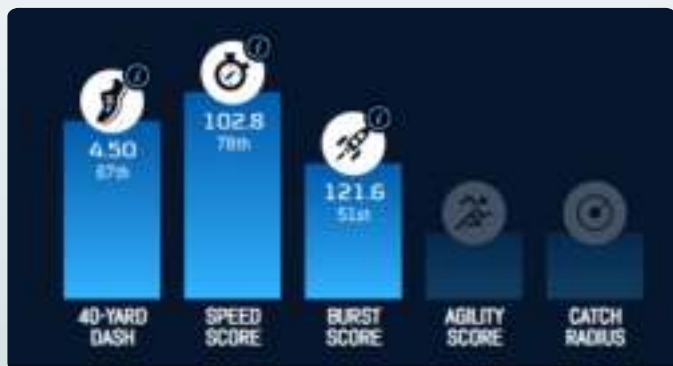 4.50
67th
102.8
78th
121.6
51st
40-YARD
DASH
SPEED
SCORE
BURST
SCORE
AGILITY
SCORE
CATCH
RADIUS